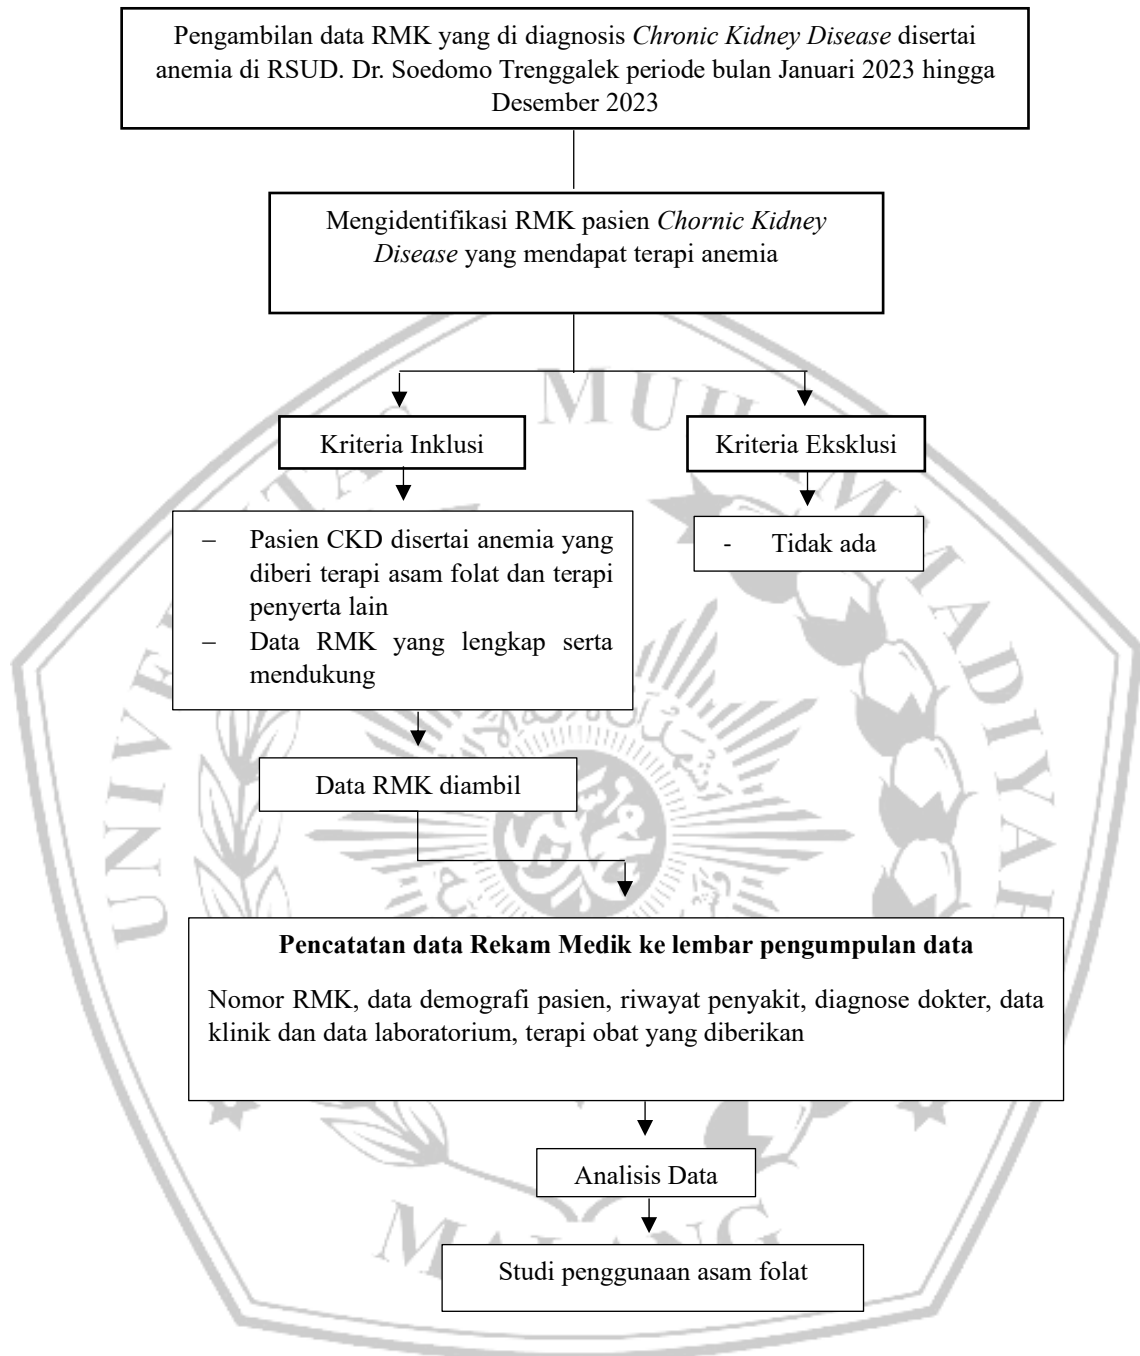 Pengambilan data RMK yang di diagnosis Chronic Kidney Disease disertai
anemia di RSUD. Dr. Soedomo Trenggalek periode bulan Januari 2023 hingga
Desember 2023
Mengidentifikasi RMK pasien Chornic Kidney
Disease yang mendapat terapi anemia
Kriteria Inklusi
Kriteria Eksklusi
– Pasien CKD disertai anemia yang
diberi terapi asam folat dan terapi
penyerta lain
– Data RMK yang lengkap serta
mendukung
- Tidak ada
Data RMK diambil
Pencatatan data Rekam Medik ke lembar pengumpulan data
Nomor RMK, data demografi pasien, riwayat penyakit, diagnose dokter, data
klinik dan data laboratorium, terapi obat yang diberikan
Analisis Data
Studi penggunaan asam folat
MALANG